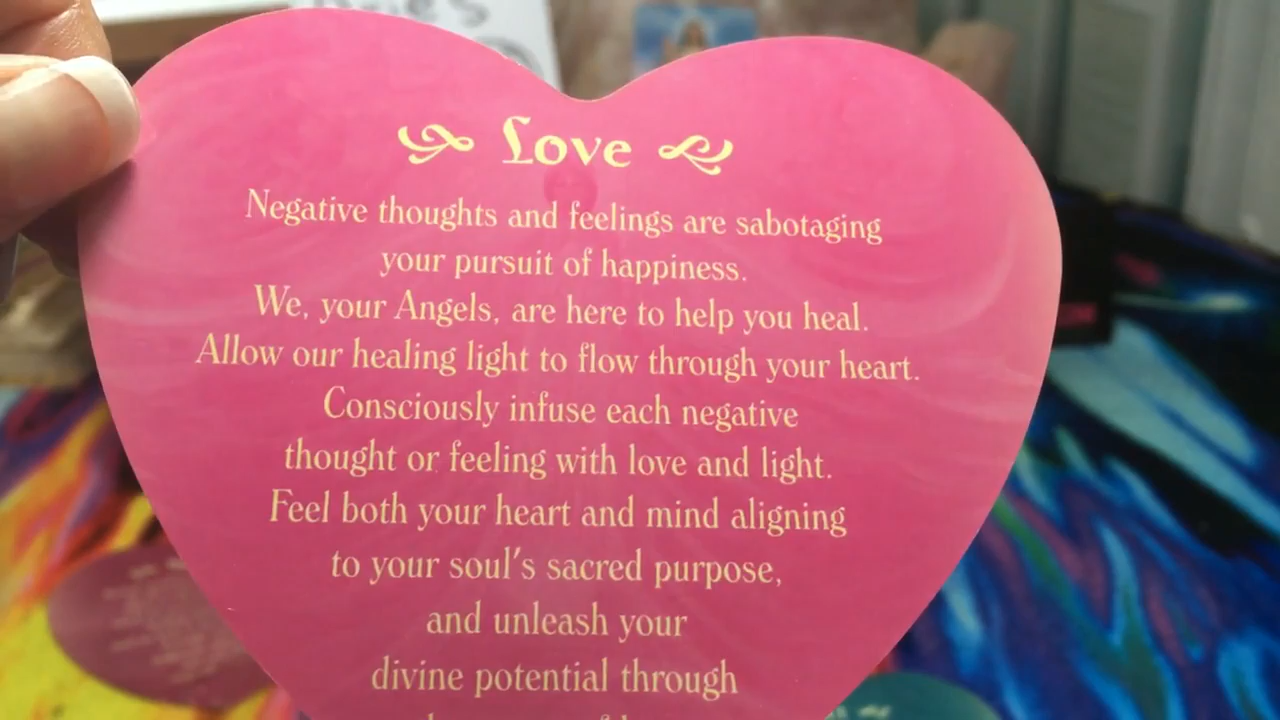 Love
Negative thoughts and feelings are sabotaging
your pursuit of happiness.
We, your Angels, are here to help you heal.
Allow our healing light to flow through your heart.
Consciously infuse each negative
thought or feeling with love and light.
Feel both your heart and mind aligning
to your soul's sacred purpose,
and unleash your
divine potential through